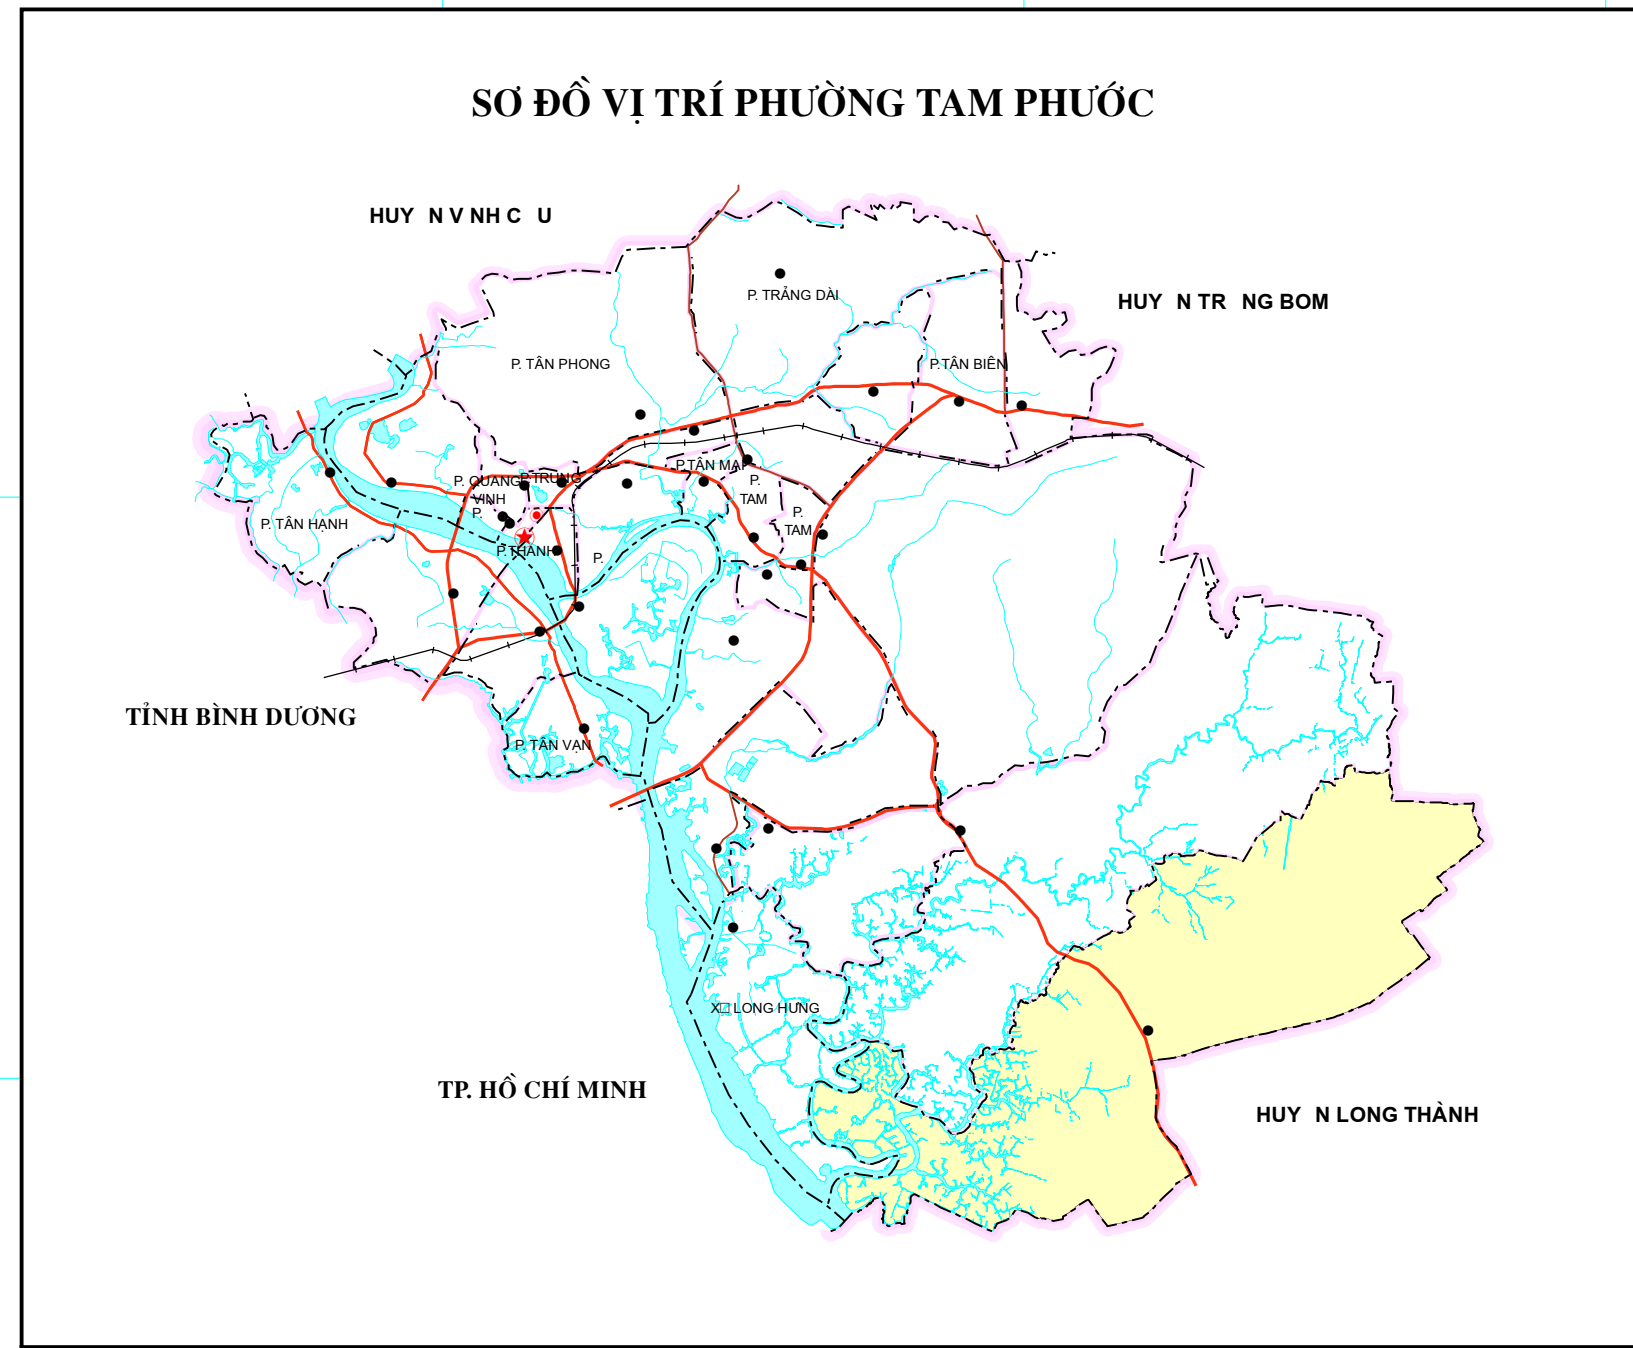 SƠ ĐỒ VỊ TRÍ PHƯỜNG TAM PHƯỚC
HUY N V NH C U
HUY N TR NG BOM
P. TRẢNG DÀI
P. TÂN PHONG
P.TÂN BIÊN
P.TÂN MAI
P. QUANG
VINH
P.TRUNG
P.
P. TÂN HẠNH
P.THANH
P.
TAM
P.
TAM
P.
TỈNH BÌNH DƯƠNG
P. TÂN VẠN
X□ LONG HƯNG
TP. HỒ CHÍ MINH
HUY N LONG THÀNH